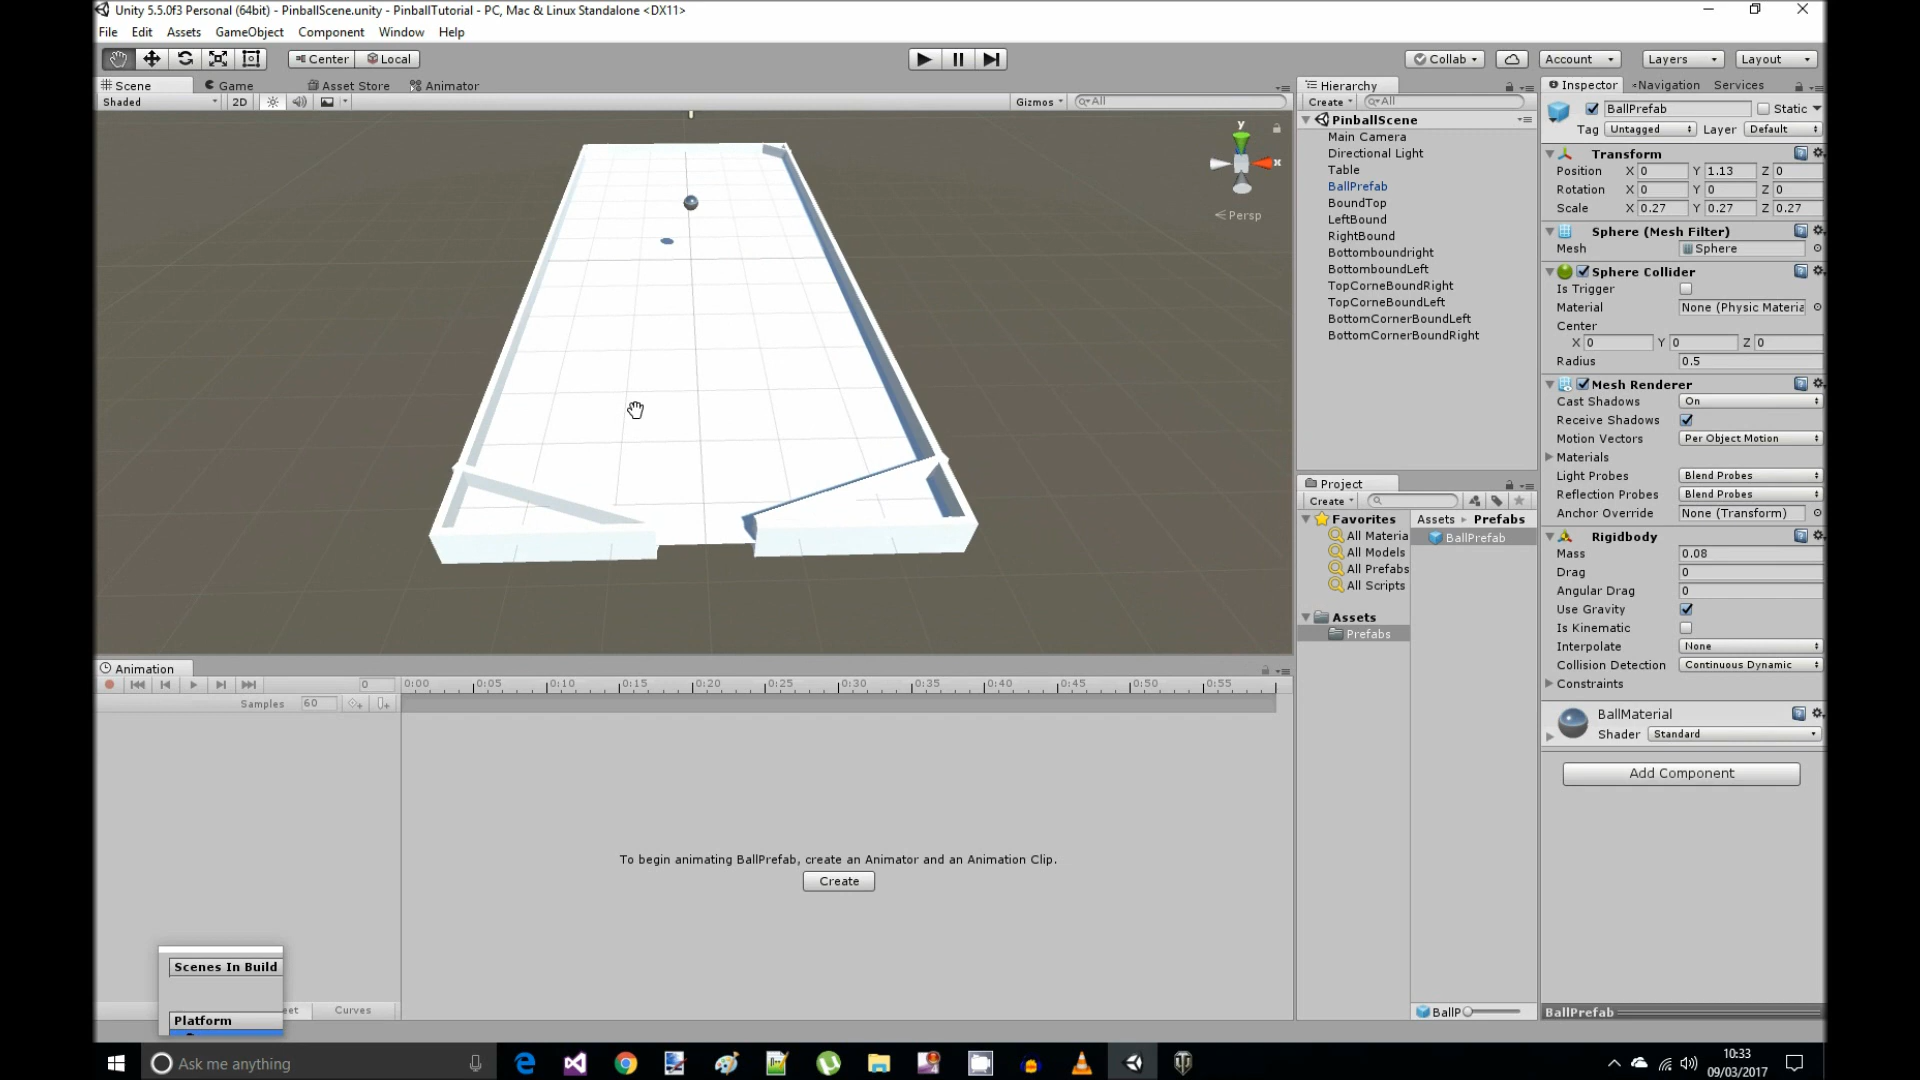 Unity 5.5.0f3 Personal (64bit) - PinballScene.unity - PinballTutorial - PC, Mac & Linux Standalone <DX11>
File Edit Assets GameObject Component Window Help
Center Local Collab Account Layers Layout
Scene Game Asset Store Animator
Shaded 2D Gizmos All
y
x
Persp
Hierarchy
Create All
PinballScene
Main Camera
Directional Light
Table
BallPrefab
BoundTop
LeftBound
RightBound
Bottomboundright
BottomboundLeft
TopCorneBoundRight
TopCorneBoundLeft
BottomCornerBoundLeft
BottomCornerBoundRight
Project
Create
Favorites
All Materia
All Models
All Prefabs
All Scripts
Assets
Prefabs
Assets Prefabs
BallPrefab
BallP
Inspector Navigation Services
BallPrefab Static
Tag Untagged Layer Default
Transform
Position X 0 Y 1.13 Z 0
Rotation X 0 Y 0 Z 0
Scale X 0.27 Y 0.27 Z 0.27
Sphere (Mesh Filter)
Mesh Sphere
Sphere Collider
Is Trigger
Material None (Physic Materia
Center
X 0 Y 0 Z 0
Radius 0.5
Mesh Renderer
Cast Shadows On
Receive Shadows
Motion Vectors Per Object Motion
Materials
Light Probes Blend Probes
Reflection Probes Blend Probes
Anchor Override None (Transform)
Rigidbody
Mass 0.08
Drag 0
Angular Drag 0
Use Gravity
Is Kinematic
Interpolate None
Collision Detection Continuous Dynamic
Constraints
BallMaterial
Shader Standard
Add Component
BallPrefab
Animation
0 0:00 0:05 0:10 0:15 0:20 0:25 0:30 0:35 0:40 0:45 0:50 0:55
Samples 60
To begin animating BallPrefab, create an Animator and an Animation Clip.
Create
Scenes In Build
Platform
eet Curves
Ask me anything
10:33
09/03/2017